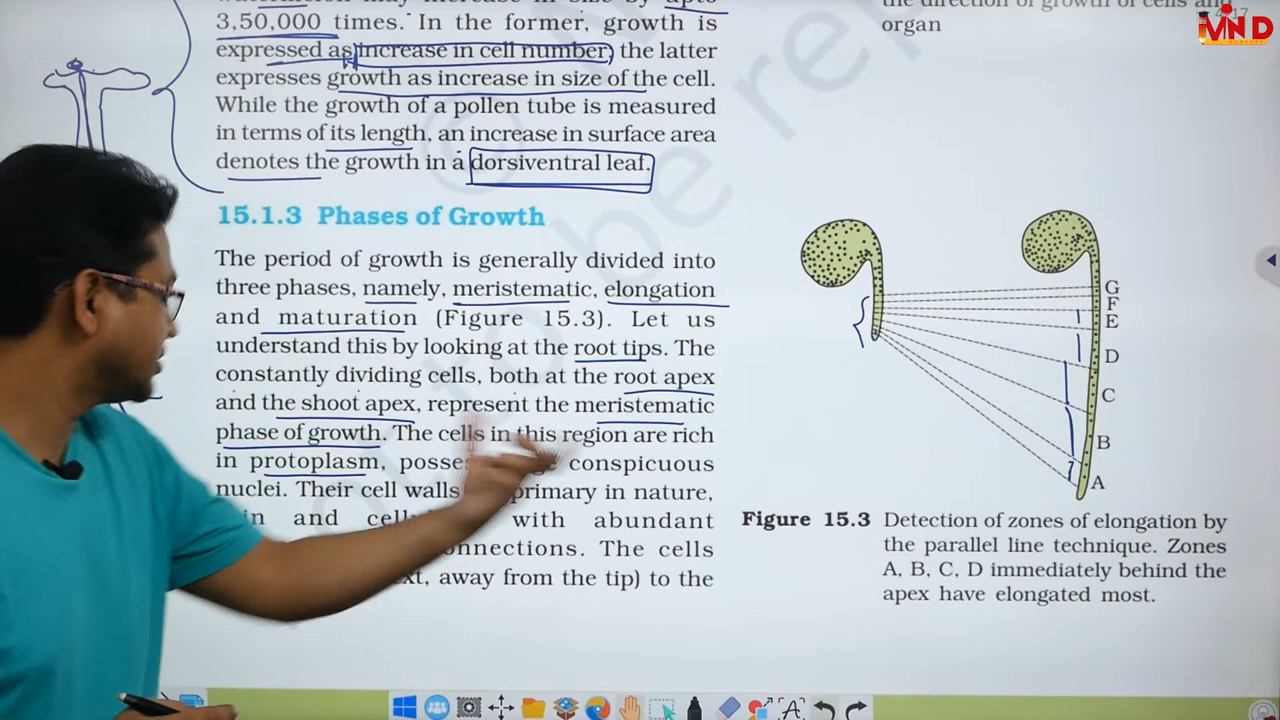 3,50,000 times. In the former, growth is
expressed as increase in cell number; the latter
expresses growth as increase in size of the cell.
While the growth of a pollen tube is measured
in terms of its length, an increase in surface area
denotes the growth in a dorsiventral leaf.
15.1.3 Phases of Growth
The period of growth is generally divided into
three phases, namely, meristematic, elongation
and maturation (Figure 15.3). Let us
understand this by looking at the root tips. The
constantly dividing cells, both at the root apex
and the shoot apex, represent the meristematic
phase of growth. The cells in this region are rich
in protoplasm, conspicuous
nuclei. Their cell walls primary in nature,
and with abundant
The cells
away from the tip) to the
the direction of growth of cells and
organ
MND
G
F
E
D
C
B
A
Figure 15.3 Detection of zones of elongation by
the parallel line technique. Zones
A, B, C, D immediately behind the
apex have elongated most.